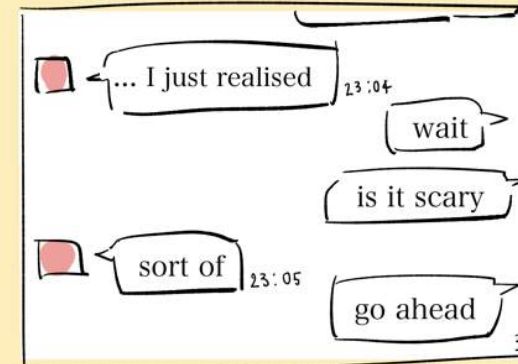 ... I just realised
23:04
wait
is it scary
sort of
23:05
go ahead